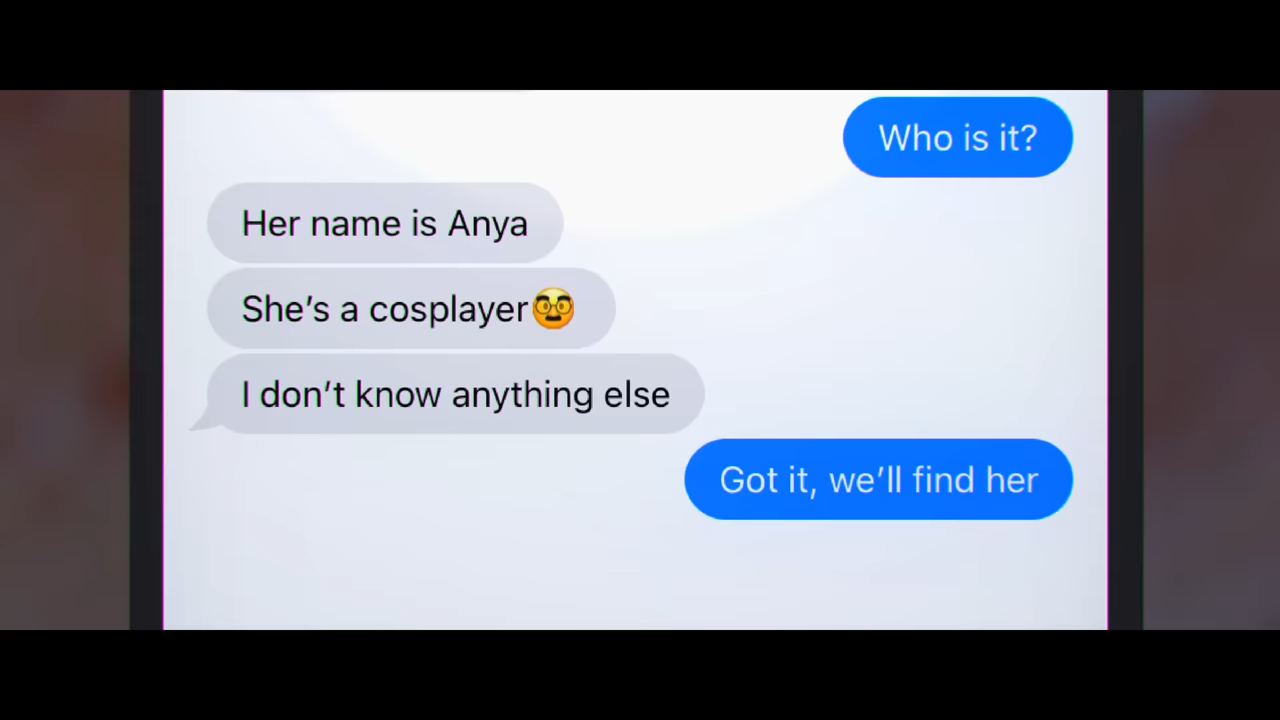 Who is it?
Her name is Anya
She’s a cosplayer🥸
I don’t know anything else
Got it, we’ll find her